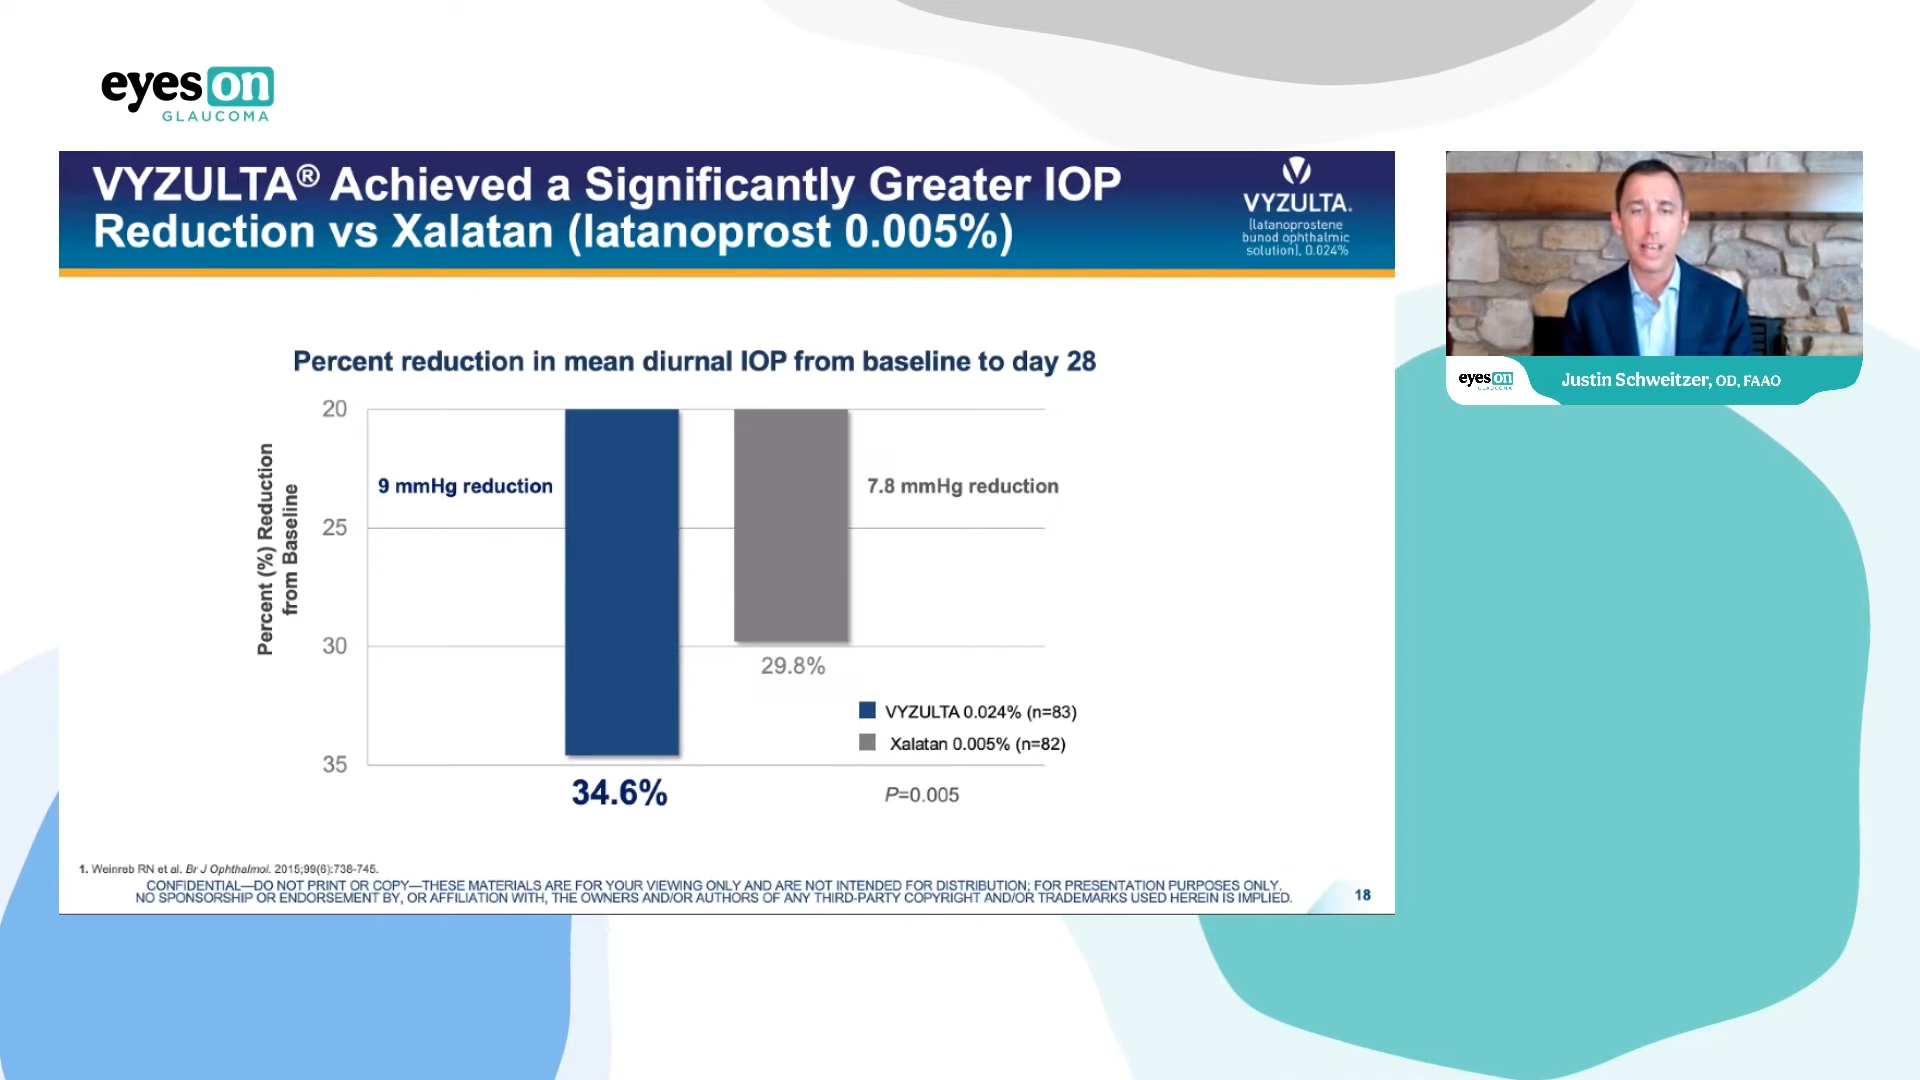 eyes on
GLAUCOMA
VYZULTA® Achieved a Significantly Greater IOP
Reduction vs Xalatan (latanoprost 0.005%)
VYZULTA.
(latanoprostene
bunod ophthalmic
solution), 0.024%
eyes on
GLAUCOMA
Justin Schweitzer, OD, FAAO
Percent reduction in mean diurnal IOP from baseline to day 28
Percent (%) Reduction
from Baseline
20
25
30
35
9 mmHg reduction
7.8 mmHg reduction
29.8%
VYZULTA 0.024% (n=83)
Xalatan 0.005% (n=82)
34.6%
P=0.005
1. Weinreb RN et al. Br J Ophthalmol. 2015;99(6):738-745.
CONFIDENTIAL—DO NOT PRINT OR COPY—THESE MATERIALS ARE FOR YOUR VIEWING ONLY AND ARE NOT INTENDED FOR DISTRIBUTION; FOR PRESENTATION PURPOSES ONLY.
NO SPONSORSHIP OR ENDORSEMENT BY, OR AFFILIATION WITH, THE OWNERS AND/OR AUTHORS OF ANY THIRD-PARTY COPYRIGHT AND/OR TRADEMARKS USED HEREIN IS IMPLIED.
18